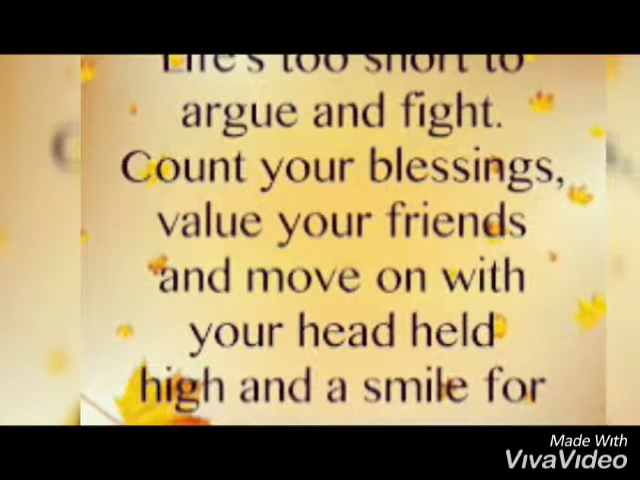 Life's too short to
argue and fight.
Count your blessings,
value your friends
and move on with
your head held
high and a smile for
Made With
VivaVideo